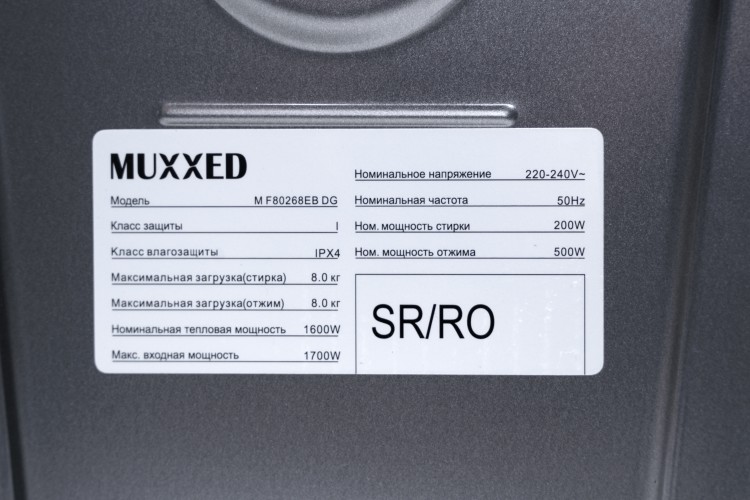 MUXXED
Модель M F80268EB DG
Класс защиты I
Класс влагозащиты IPX4
Максимальная загрузка(стирка) 8.0 кг
Максимальная загрузка(отжим) 8.0 кг
Номинальная тепловая мощность 1600W
Макс. входная мощность 1700W
Номинальное напряжение 220-240V~
Номинальная частота 50Hz
Ном. мощность стирки 200W
Ном. мощность отжима 500W
SR/RO